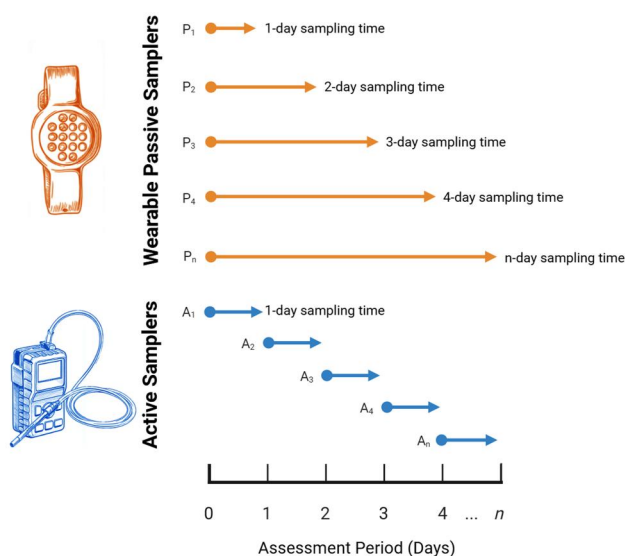 Wearable Passive Samplers
P₁
1-day sampling time
P₂
2-day sampling time
P₃
3-day sampling time
P₄
4-day sampling time
Pₙ
n-day sampling time
Active Samplers
A₁
1-day sampling time
A₂
A₃
A₄
Aₙ
0 1 2 3 4 ... n
Assessment Period (Days)